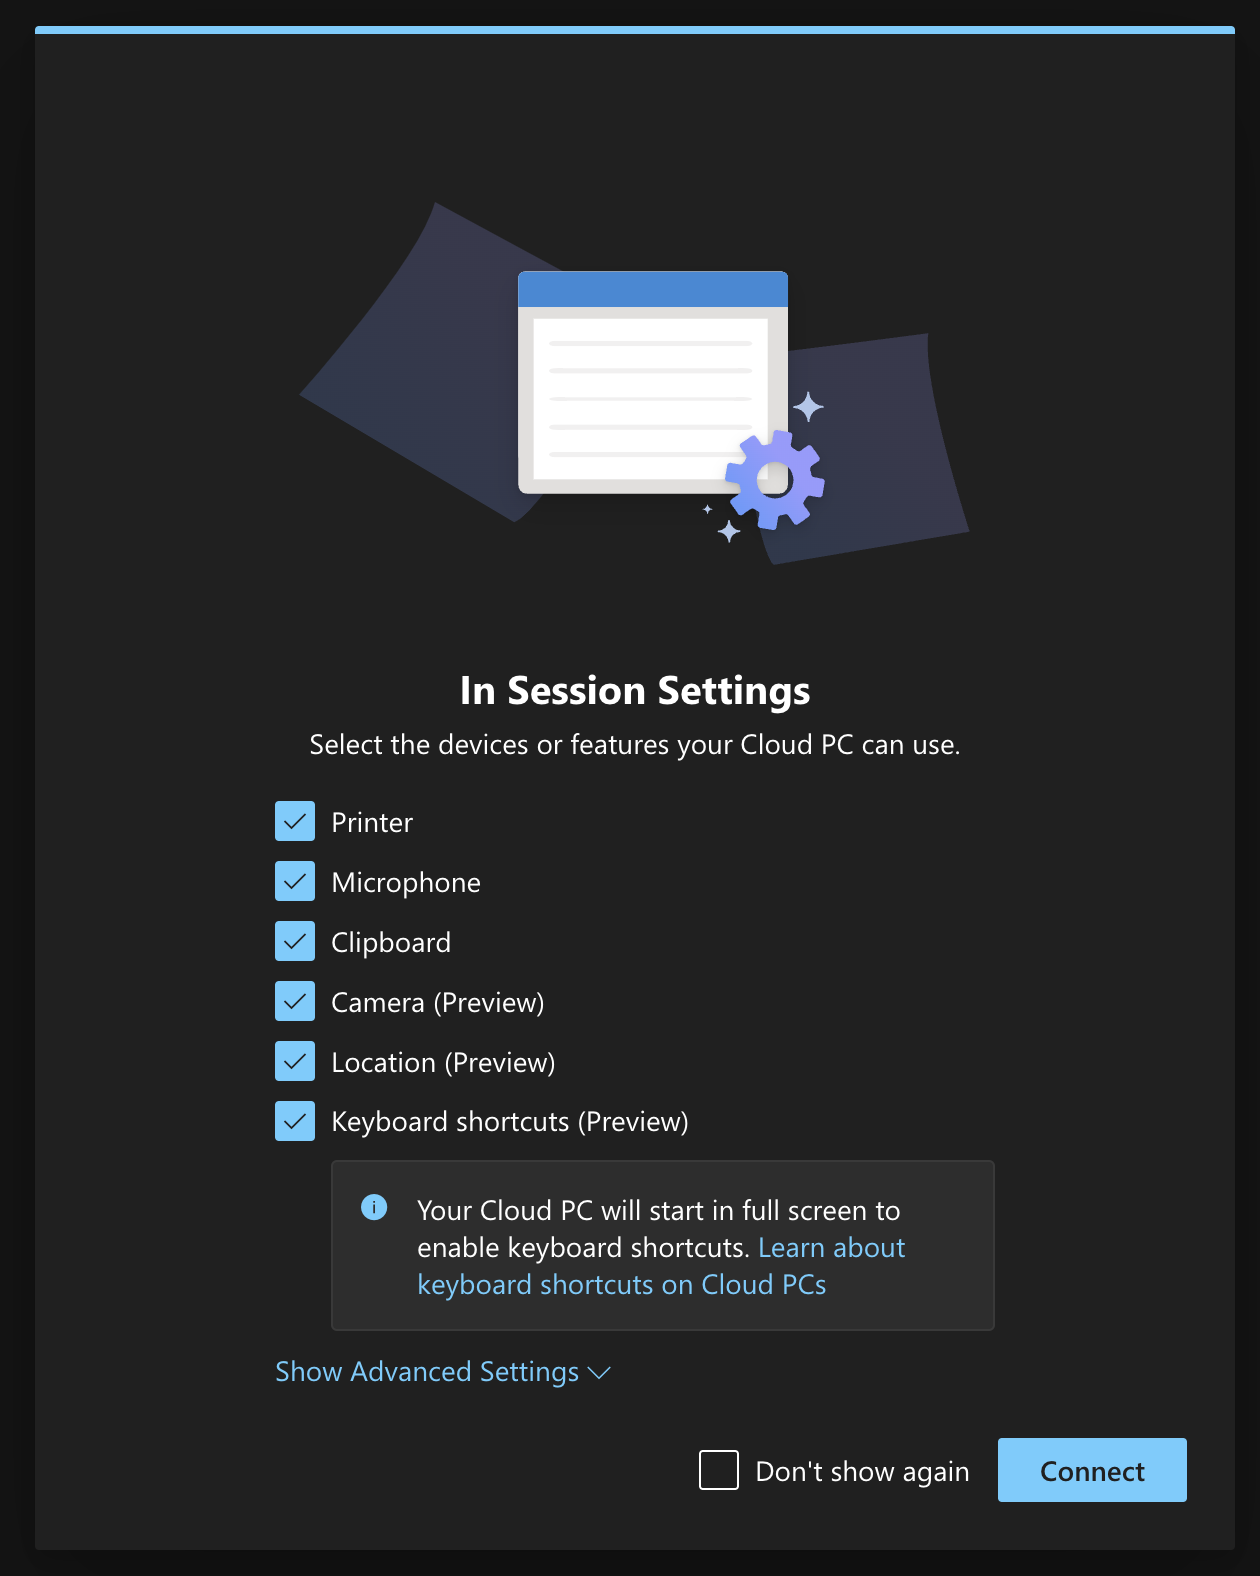 In Session Settings
Select the devices or features your Cloud PC can use.
Printer
Microphone
Clipboard
Camera (Preview)
Location (Preview)
Keyboard shortcuts (Preview)
Your Cloud PC will start in full screen to
enable keyboard shortcuts. Learn about
keyboard shortcuts on Cloud PCs
Show Advanced Settings
Don't show again
Connect